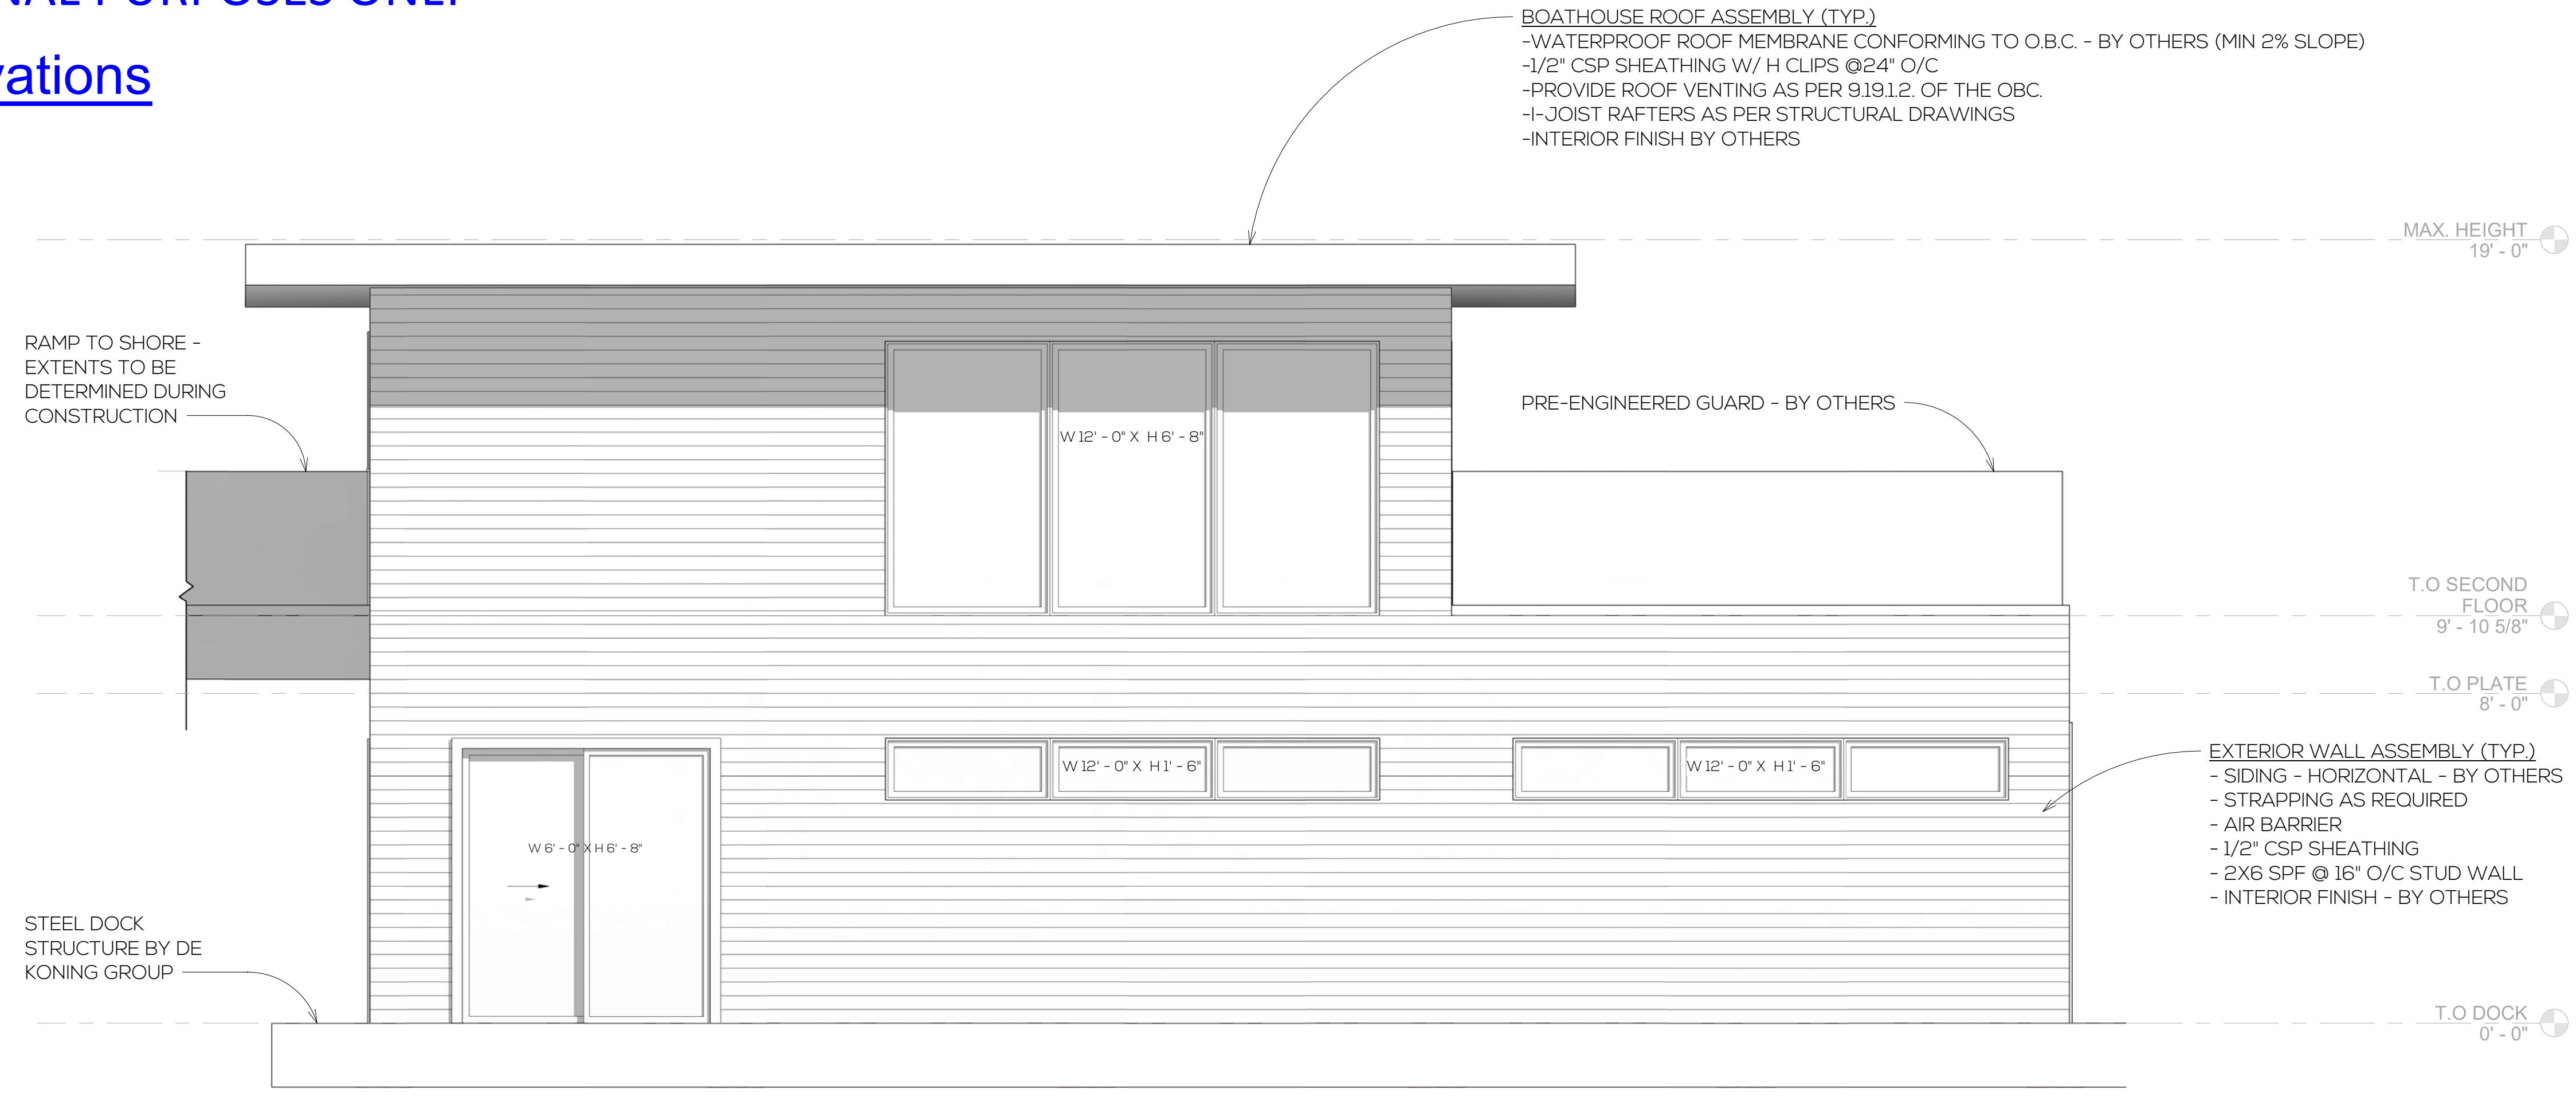 BOATHOUSE ROOF ASSEMBLY (TYP.)
-WATERPROOF ROOF MEMBRANE CONFORMING TO O.B.C. - BY OTHERS (MIN 2% SLOPE)
-1/2" CSP SHEATHING W/ H CLIPS @24" O/C
-PROVIDE ROOF VENTING AS PER 9.19.1.2. OF THE OBC.
-I-JOIST RAFTERS AS PER STRUCTURAL DRAWINGS
-INTERIOR FINISH BY OTHERS
vations
MAX. HEIGHT
19' - 0"
RAMP TO SHORE -
EXTENTS TO BE
DETERMINED DURING
CONSTRUCTION
PRE-ENGINEERED GUARD - BY OTHERS
W 12' - 0" X H 6' - 8"
T.O SECOND
FLOOR
9' - 10 5/8"
T.O PLATE
8' - 0"
W 12' - 0" X H 1' - 6"
W 12' - 0" X H 1' - 6"
EXTERIOR WALL ASSEMBLY (TYP.)
- SIDING - HORIZONTAL - BY OTHERS
- STRAPPING AS REQUIRED
- AIR BARRIER
- 1/2" CSP SHEATHING
- 2X6 SPF @ 16" O/C STUD WALL
- INTERIOR FINISH - BY OTHERS
W 6' - 0" X H 6' - 8"
STEEL DOCK
STRUCTURE BY DE
KONING GROUP
T.O DOCK
0' - 0"